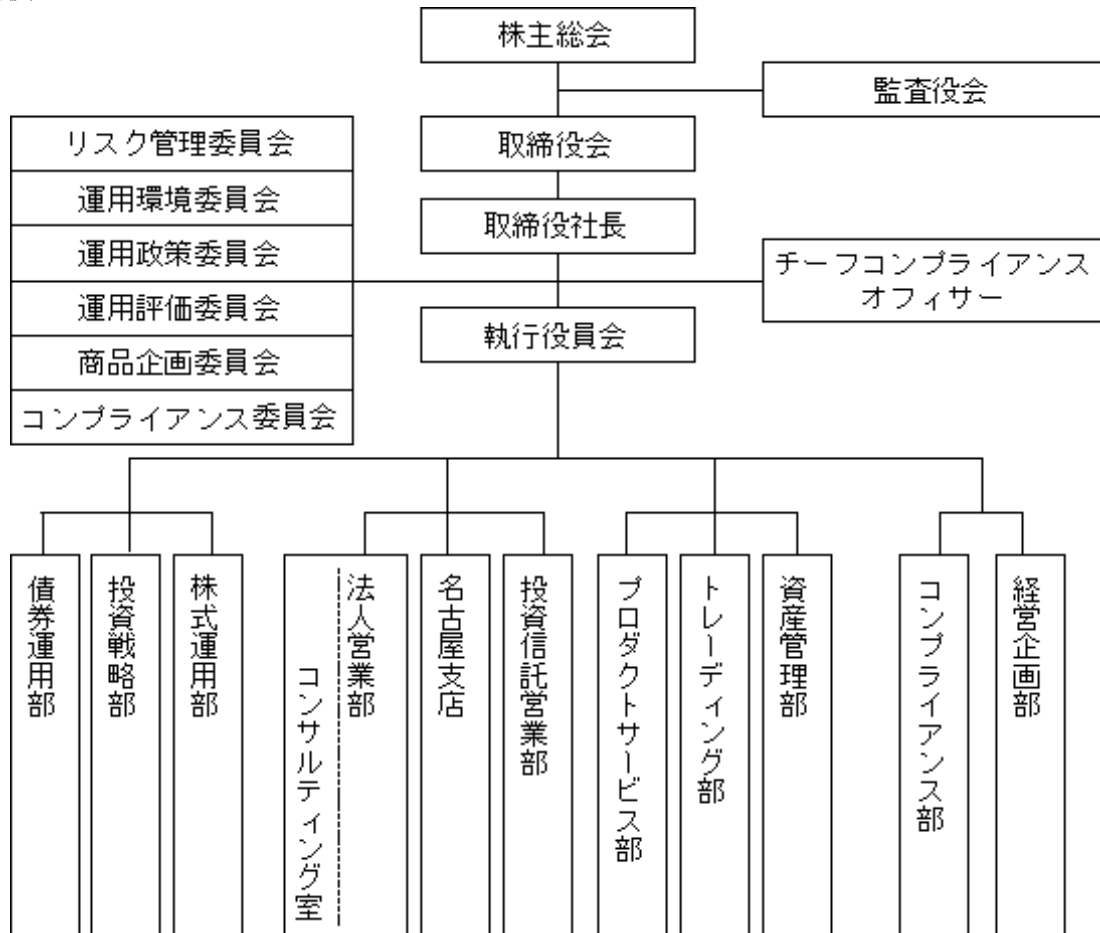 株主総会
監査役会
リスク管理委員会
取締役会
運用環境委員会
取締役社長
運用政策委員会
チーフコンプライアンス
オフィサー
運用評価委員会
執行役員会
商品企画委員会
コンプライアンス委員会
債券運用部
投資戦略部
株式運用部
法人営業部
コンサルティング室
名古屋支店
投資信託営業部
プロダクトサービス部
トレーディング部
資産管理部
コンプライアンス部
経営企画部